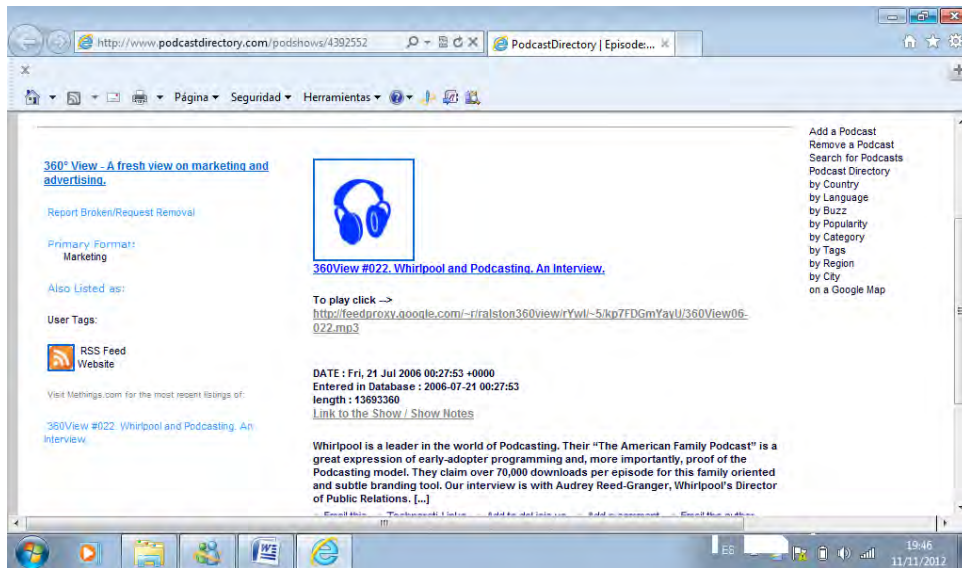 http://www.podcastdirectory.com/podshows/4392552
PodcastDirectory | Episode:...
x
Página Seguridad Herramientas
360° View - A fresh view on marketing and
advertising.
Report Broken/Request Removal
Primary Format:
Marketing
Also Listed as:
User Tags:
RSS Feed
Website
Visit Methings.com for the most recent listings of:
360View #022. Whirlpool and Podcasting. An
Interview.
360View #022. Whirlpool and Podcasting. An Interview.
To play click -->
http://feedproxy.google.com/~r/ralston360view/rYwI/~5/kp7FDGmYayU/360View06-
022.mp3
DATE : Fri, 21 Jul 2006 00:27:53 +0000
Entered in Database : 2006-07-21 00:27:53
length : 13693360
Link to the Show / Show Notes
Whirlpool is a leader in the world of Podcasting. Their “The American Family Podcast” is a
great expression of early-adopter programming and, more importantly, proof of the
Podcasting model. They claim over 70,000 downloads per episode for this family oriented
and subtle branding tool. Our interview is with Audrey Reed-Granger, Whirlpool's Director
of Public Relations. [...]
Add a Podcast
Remove a Podcast
Search for Podcasts
Podcast Directory
by Country
by Language
by Buzz
by Popularity
by Category
by Tags
by Region
by City
on a Google Map
ES
19:46
11/11/2012